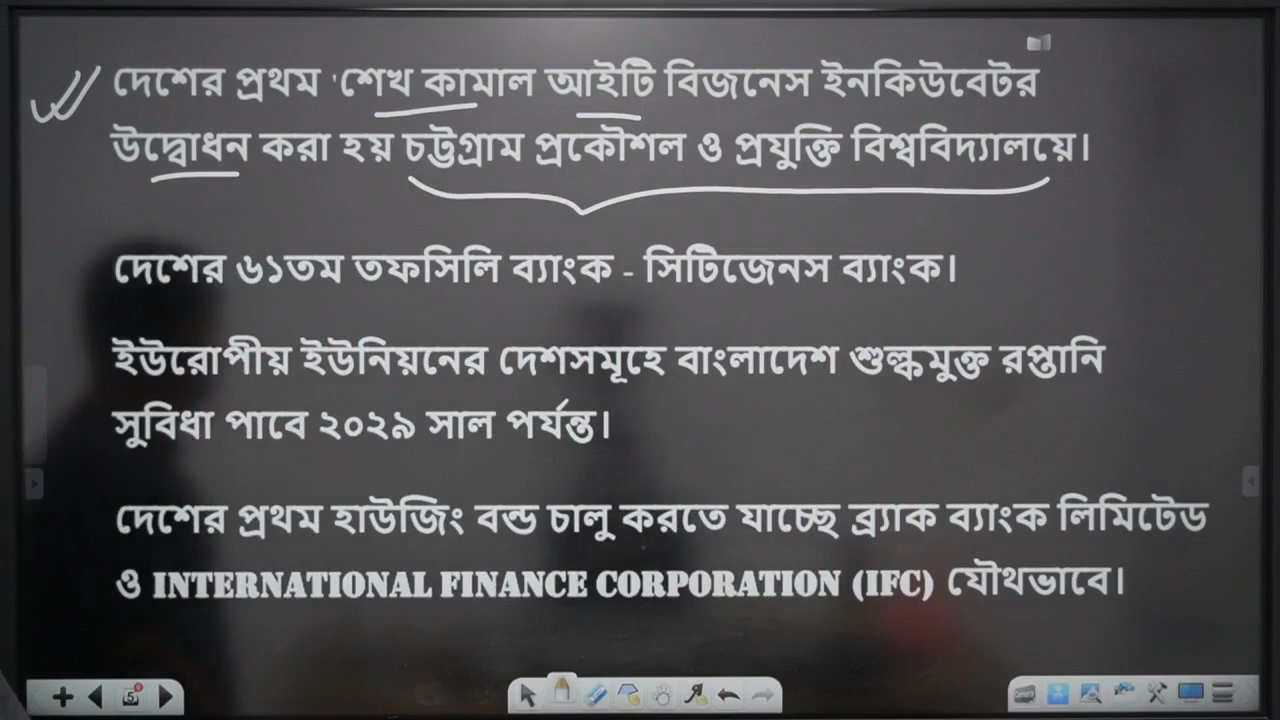 দেশের প্রথম 'শেখ কামাল আইটি বিজনেস ইনকিউবেটর
উদ্বোধন করা হয় চট্টগ্রাম প্রকৌশল ও প্রযুক্তি বিশ্ববিদ্যালয়ে।
দেশের ৬১তম তফসিলি ব্যাংক - সিটিজেনস ব্যাংক।
ইউরোপীয় ইউনিয়নের দেশসমূহে বাংলাদেশ শুল্কমুক্ত রপ্তানি
সুবিধা পাবে ২০২৯ সাল পর্যন্ত।
দেশের প্রথম হাউজিং বন্ড চালু করতে যাচ্ছে ব্র্যাক ব্যাংক লিমিটেড
ও INTERNATIONAL FINANCE CORPORATION (IFC) যৌথভাবে।
5